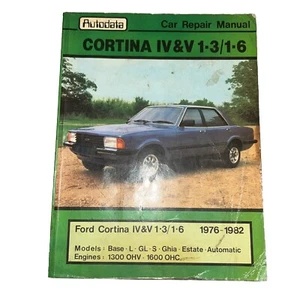 Autodata
Car Repair Manual
CORTINA IV&V 1·3/1·6
Ford Cortina IV&V 1·3/1·6 1976-1982
Models: Base·L·GL·S·Ghia·Estate·Automatic
Engines: 1300 OHV·1600 OHC